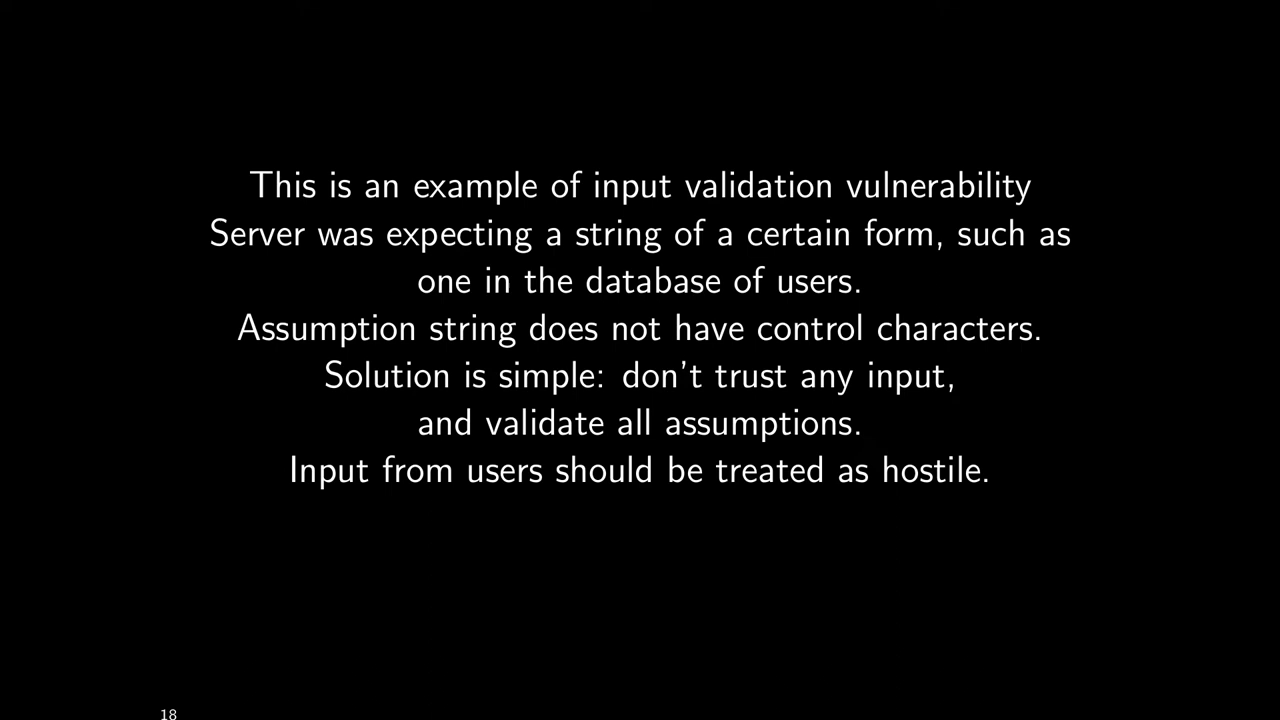 This is an example of input validation vulnerability
Server was expecting a string of a certain form, such as
one in the database of users.
Assumption string does not have control characters.
Solution is simple: don't trust any input,
and validate all assumptions.
Input from users should be treated as hostile.
18